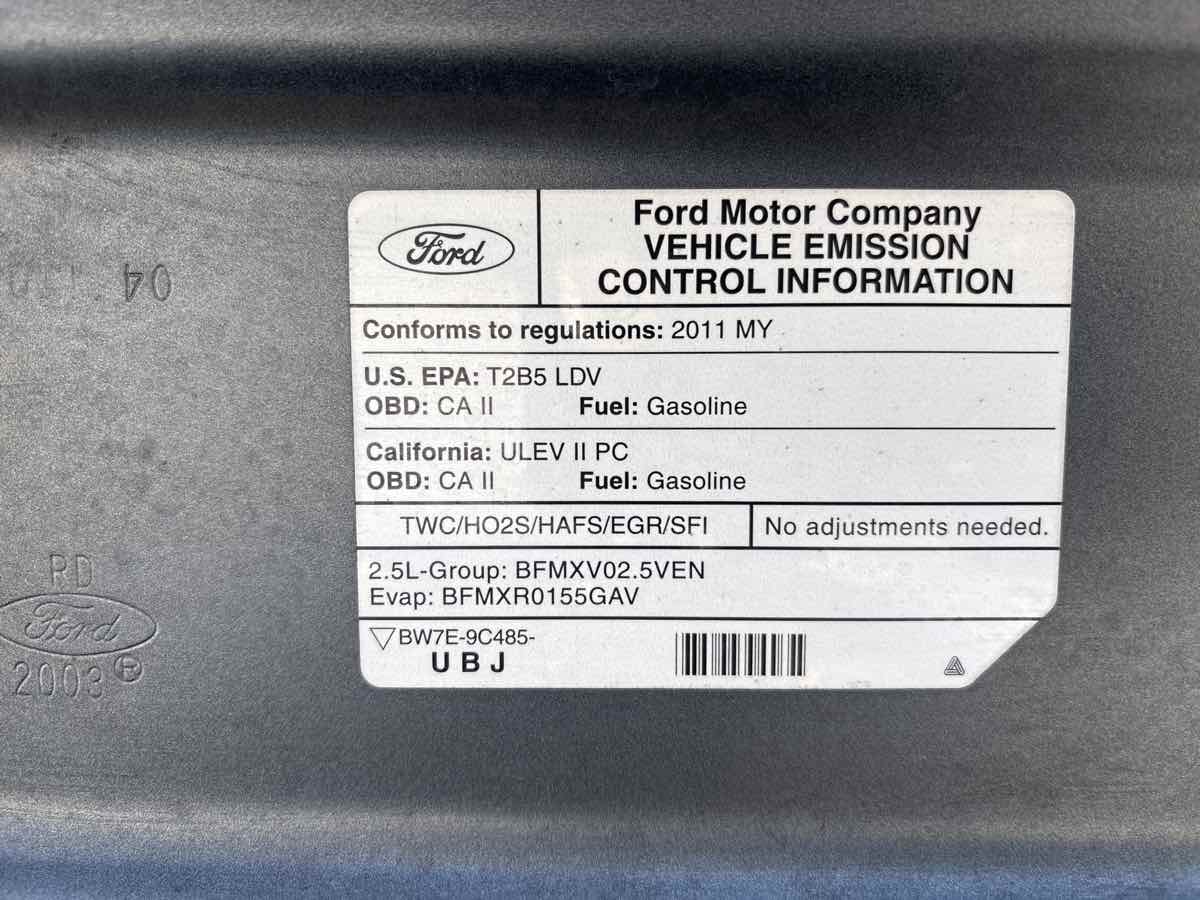 Ford
Ford Motor Company
VEHICLE EMISSION
CONTROL INFORMATION
Conforms to regulations: 2011 MY
U.S. EPA: T2B5 LDV
OBD: CA II Fuel: Gasoline
California: ULEV II PC
OBD: CA II Fuel: Gasoline
TWC/HO2S/HAFS/EGR/SFI No adjustments needed.
2.5L-Group: BFMXV02.5VEN
Evap: BFMXR0155GAV
BW7E-9C485-
U B J
04
RD
Ford
2003 ®